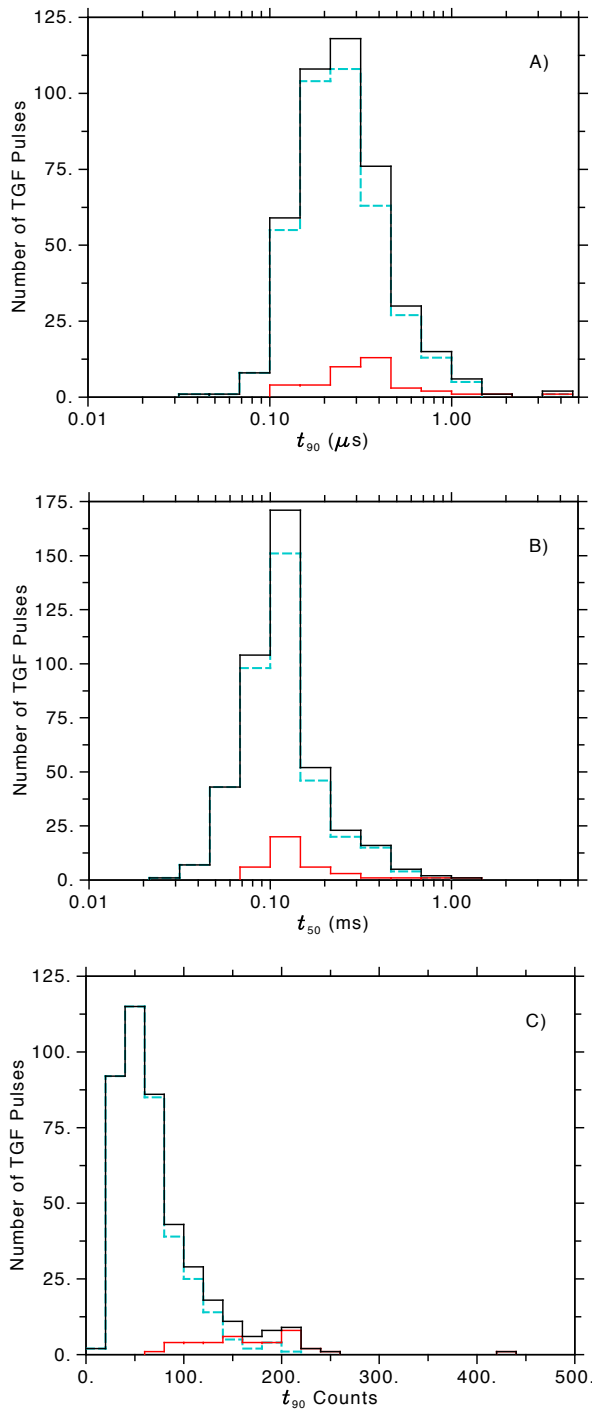 125.
100.
75.
50.
25.
0.
Number of TGF Pulses
A)
0.01
0.10
1.00
t₉₀ (μs)
175.
150.
125.
100.
75.
50.
25.
0.
Number of TGF Pulses
B)
0.01
0.10
1.00
t₅₀ (ms)
125.
100.
75.
50.
25.
0.
Number of TGF Pulses
C)
0. 100. 200. 300. 400. 500.
t₉₀ Counts